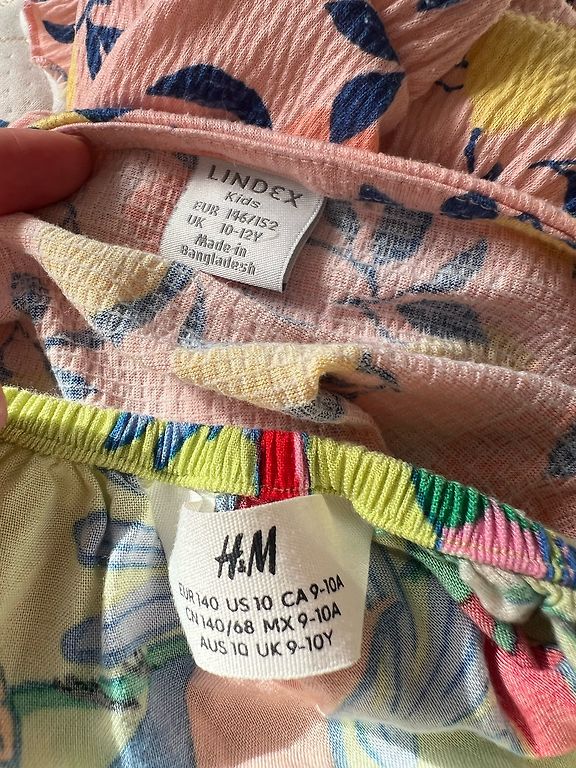 LINDEX
Kids
EUR 146/152
UK 10-12Y
Made in
Bangladesh
H&M
EUR 140 US 10 CA 9-10A
CN 140/68 MX 9-10A
AUS 10 UK 9-10Y